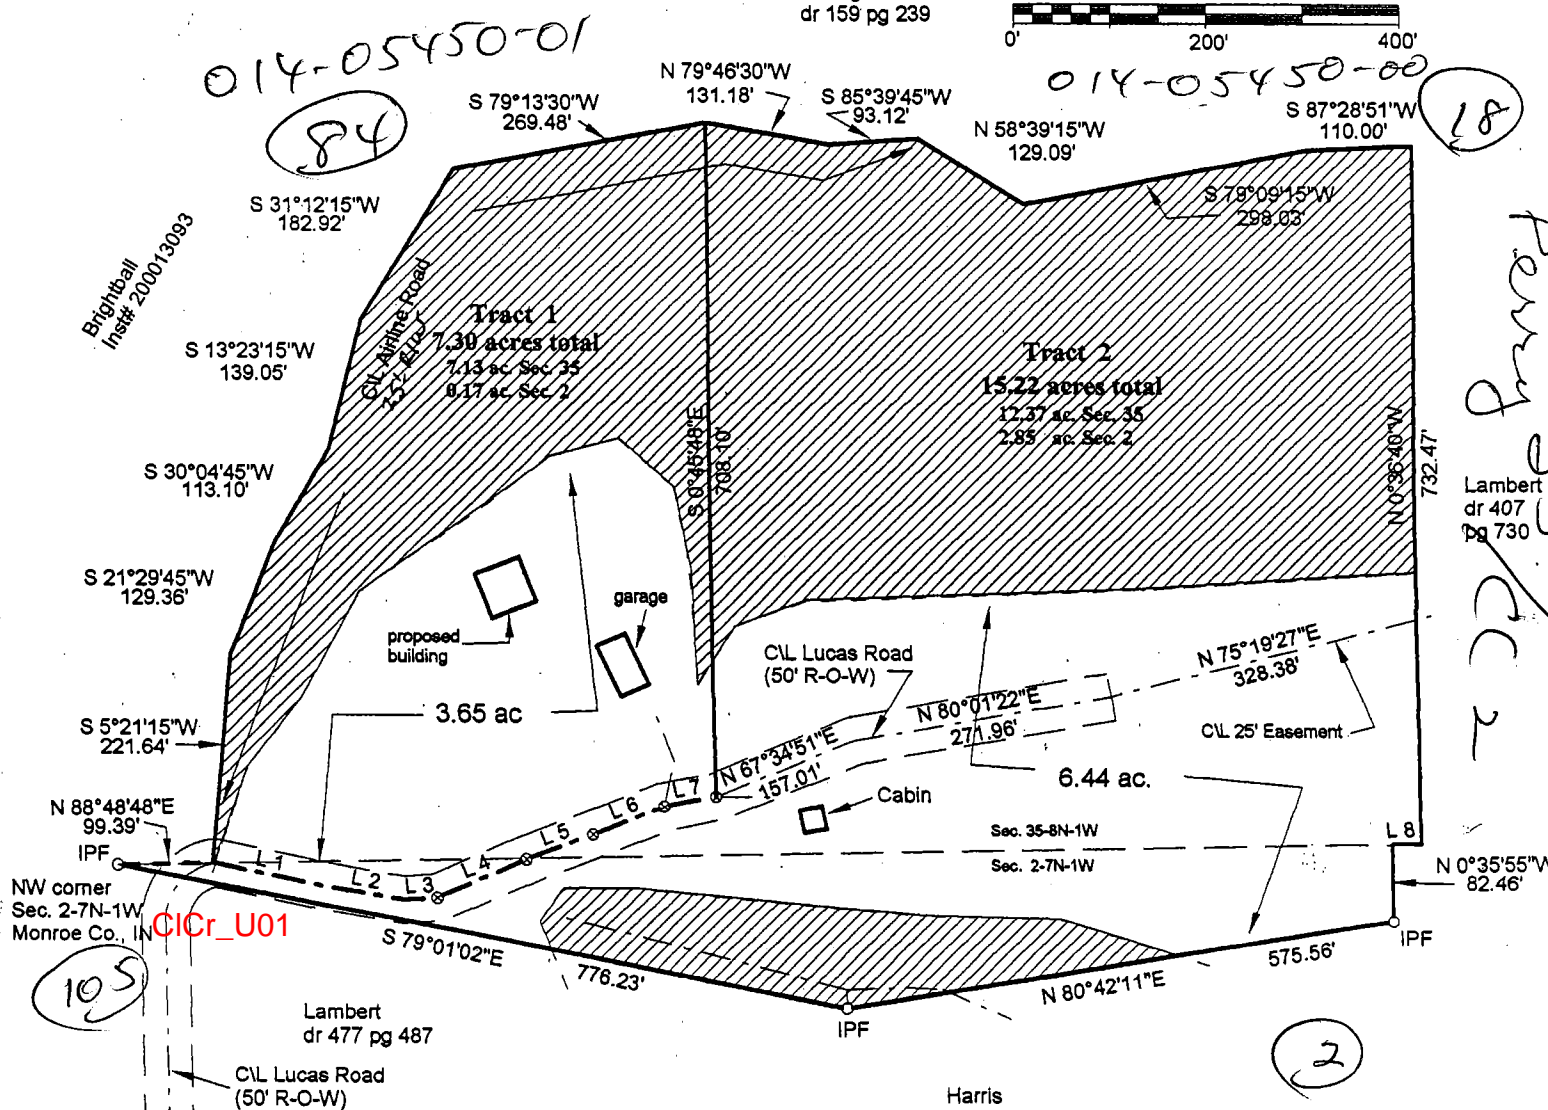 dr 159 pg 239
0' 200' 400'
014-05450-01
014-05450-00
84
18
N 79°46'30"W
131.18'
S 79°13'30"W
269.48'
S 85°39'45"W
93.12'
N 58°39'15"W
129.09'
S 87°28'51"W
110.00'
S 79°09'15"W
298.03'
S 31°12'15"W
182.92'
Brightball
Inst# 200013093
S 13°23'15"W
139.05'
C\L Airline Road
25' R/W
Tract 1
7.30 acres total
7.13 ac. Sec. 35
0.17 ac. Sec. 2
Tract 2
15.22 acres total
12.37 ac. Sec. 35
2.85 ac. Sec. 2
S 0°45'48"E
708.10'
N 0°36'40"W
732.47'
Perry
CC 2
Lambert
dr 407
pg 730
S 30°04'45"W
113.10'
S 21°29'45"W
129.36'
proposed
building
garage
C\L Lucas Road
(50' R-O-W)
N 75°19'27"E
328.38'
C\L 25' Easement
S 5°21'15"W
221.64'
3.65 ac
N 80°01'22"E
271.96'
N 67°34'51"E
157.01'
6.44 ac.
Cabin
N 88°48'48"E
99.39'
IPF
L 1
L 2
L 3
L 4
L 5
L 6
L 7
L 8
Sec. 35-8N-1W
Sec. 2-7N-1W
N 0°35'55"W
82.46'
NW corner
Sec. 2-7N-1W
Monroe Co., IN
ClCr_U01
105
S 79°01'02"E
776.23'
IPF
N 80°42'11"E
575.56'
IPF
Lambert
dr 477 pg 487
C\L Lucas Road
(50' R-O-W)
2
Harris